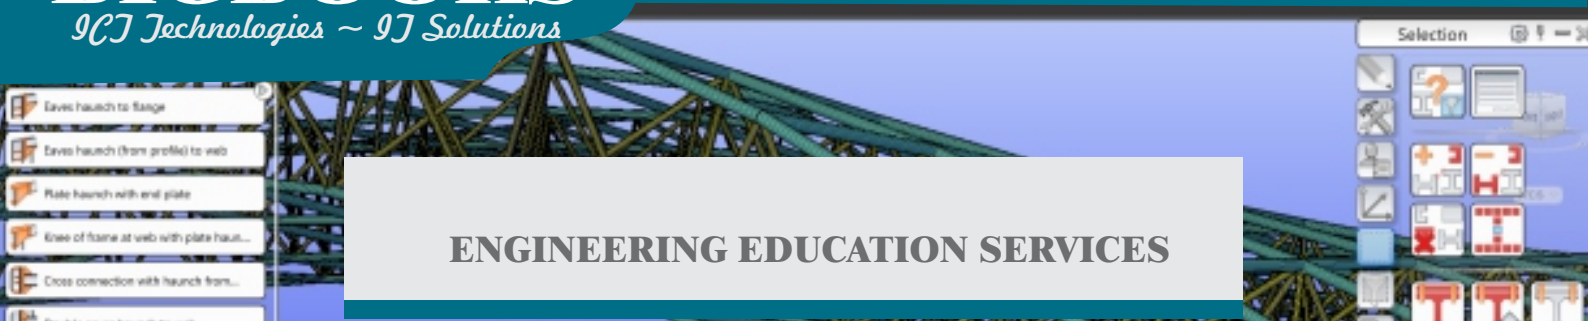 ICT Technologies ~ IT Solutions
Selection
Eaves haunch to flange
Eaves haunch (from profile) to web
Plate haunch with end plate
Knee of frame at web with plate haun...
Cross connection with haunch from...
ENGINEERING EDUCATION SERVICES